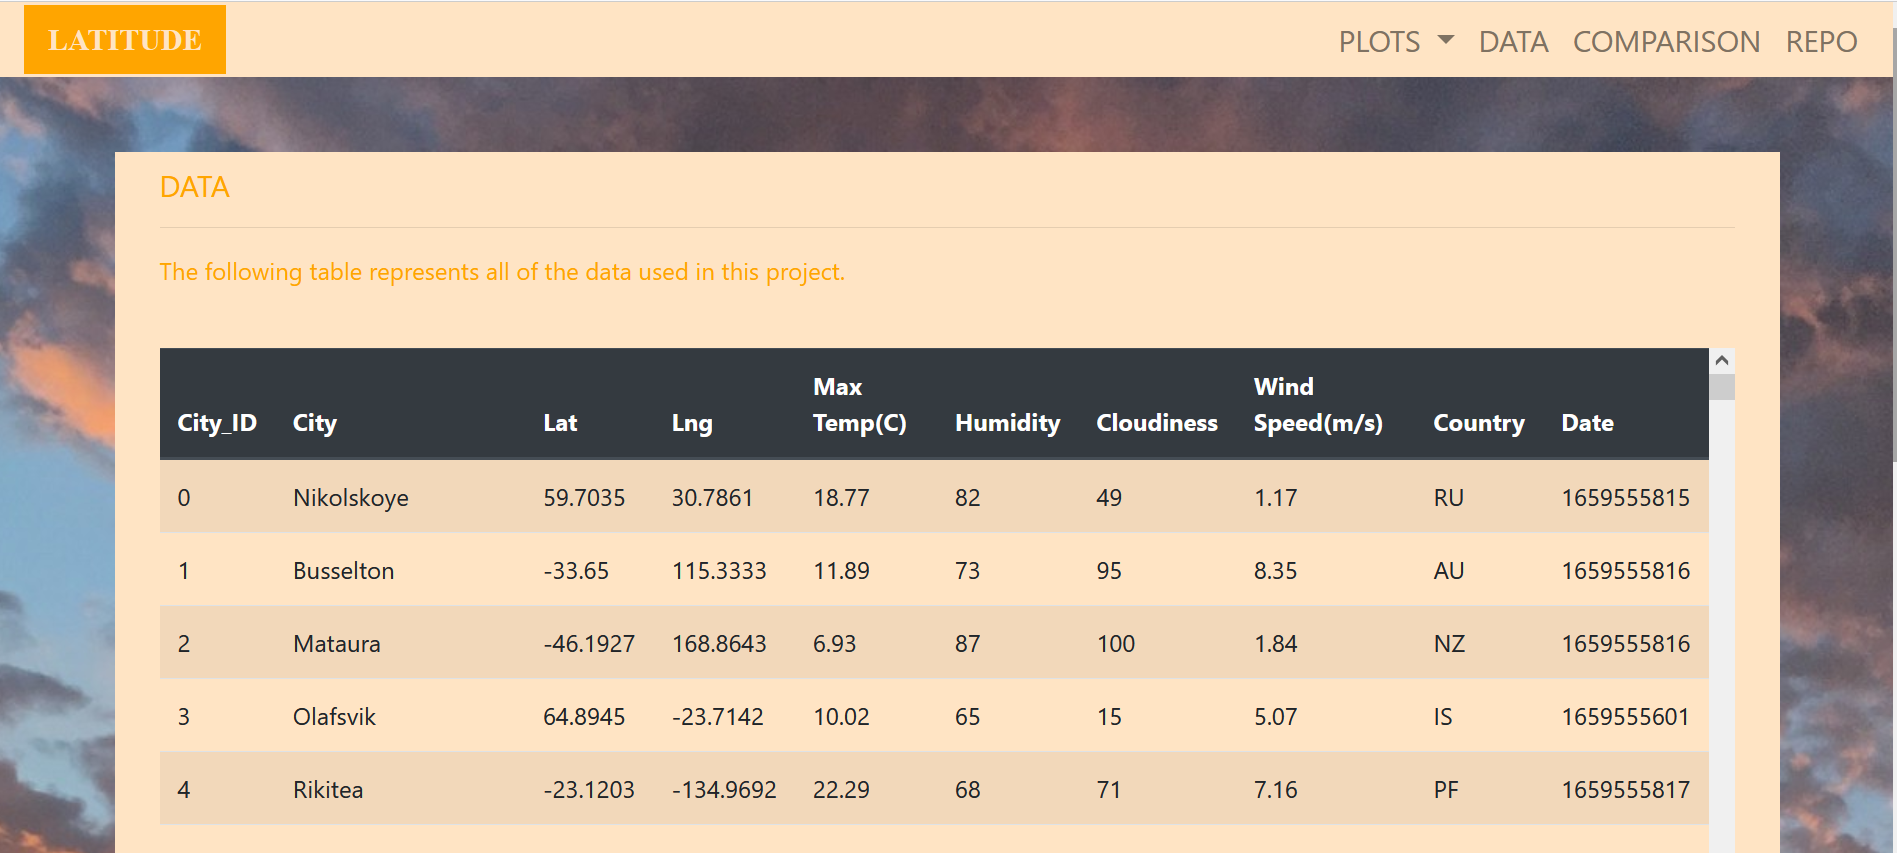 LATITUDE PLOTS DATA COMPARISON REPO
DATA
The following table represents all of the data used in this project.
City_ID City Lat Lng Max Temp(C) Humidity Cloudiness Wind Speed(m/s) Country Date
0 Nikolskoye 59.7035 30.7861 18.77 82 49 1.17 RU 1659555815
1 Busselton -33.65 115.3333 11.89 73 95 8.35 AU 1659555816
2 Mataura -46.1927 168.8643 6.93 87 100 1.84 NZ 1659555816
3 Olafsvik 64.8945 -23.7142 10.02 65 15 5.07 IS 1659555601
4 Rikitea -23.1203 -134.9692 22.29 68 71 7.16 PF 1659555817